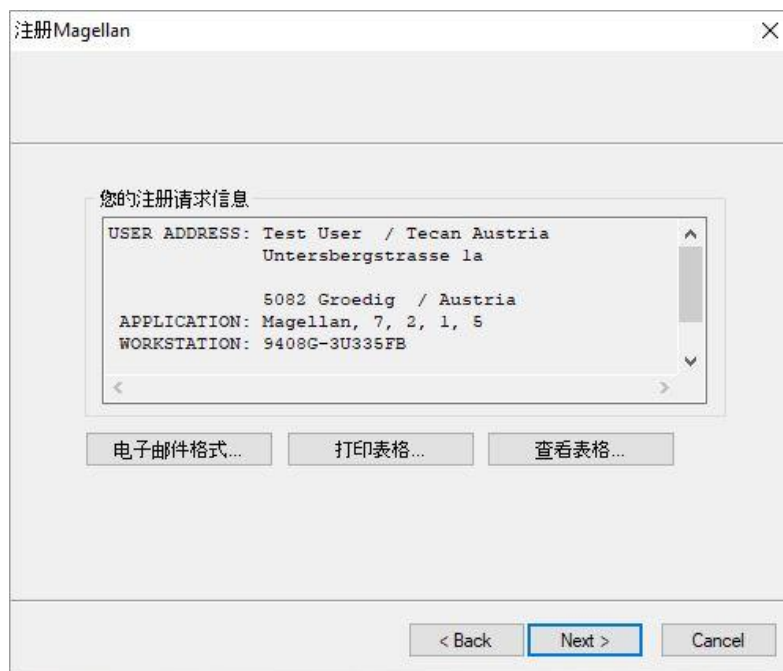 注册Magellan
您的注册请求信息
USER ADDRESS: Test User / Tecan Austria
Untersbergstrasse 1a
5082 Groedig / Austria
APPLICATION: Magellan, 7, 2, 1, 5
WORKSTATION: 9408G-3U335FB
电子邮件格式... 打印表格... 查看表格...
< Back Next > Cancel